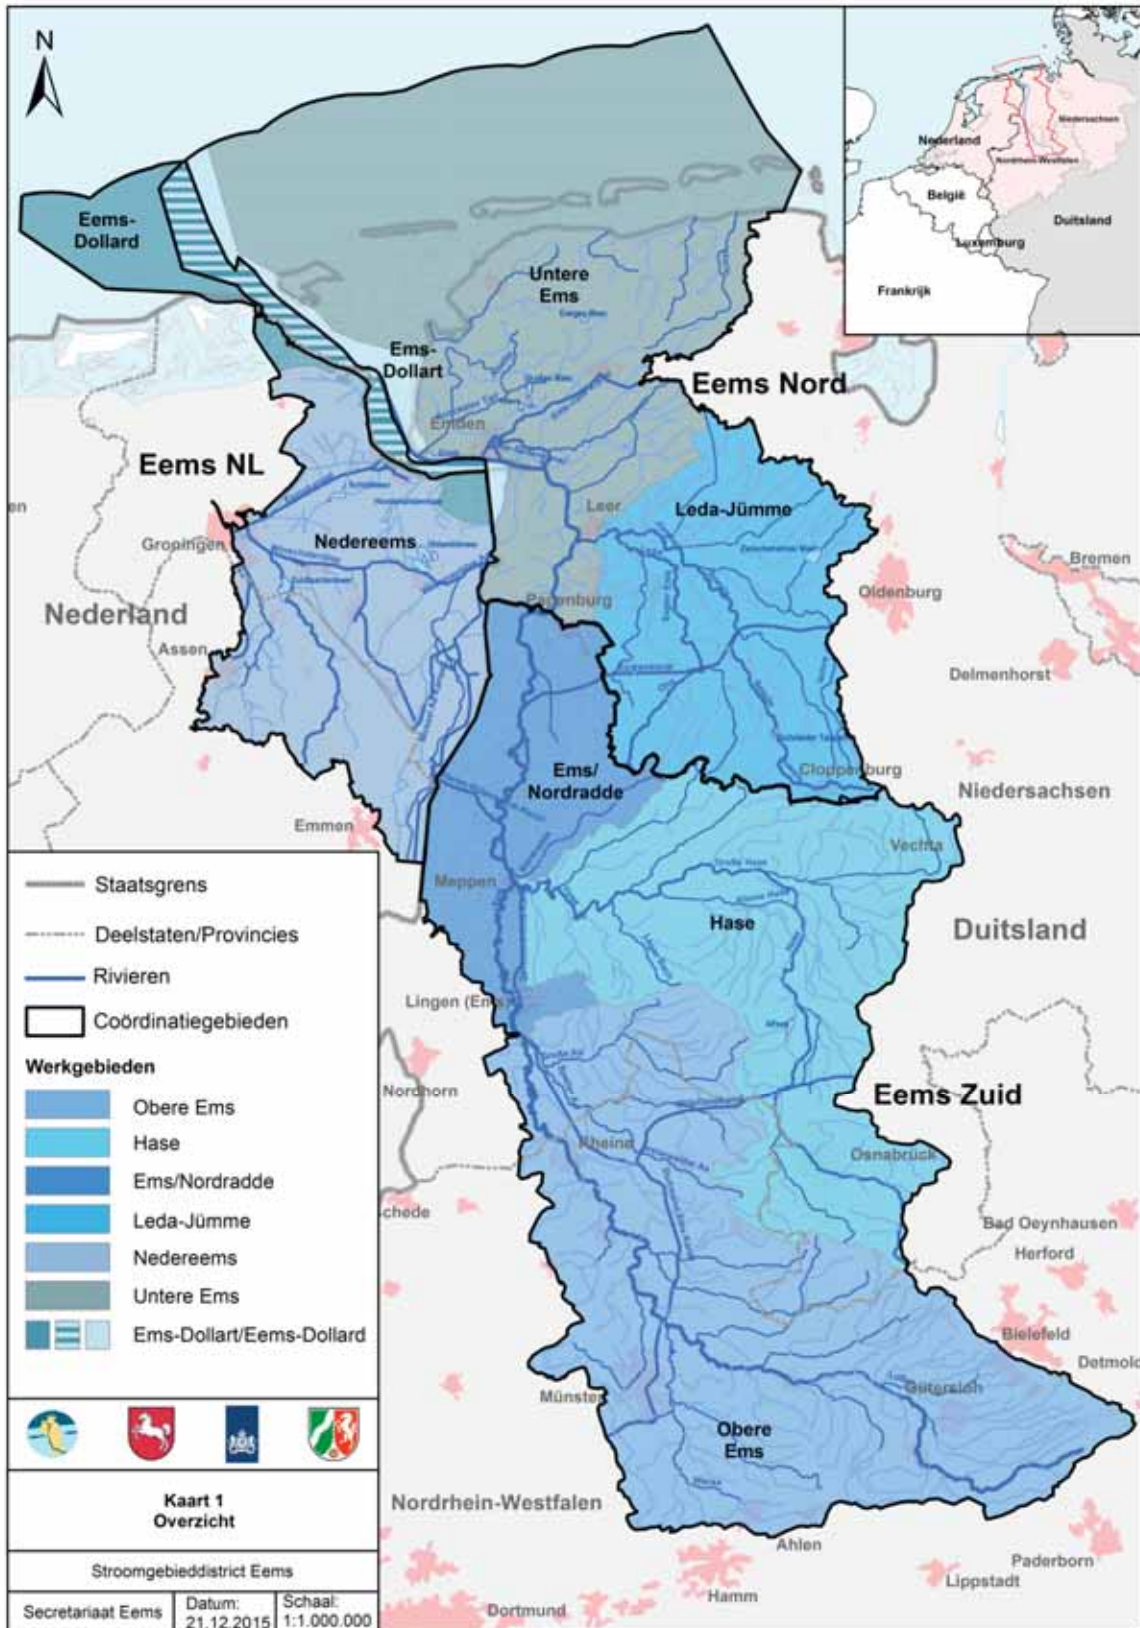 N
Nederland
Niedersachsen
Nordrhein-Westfalen
België
Luxemburg
Duitsland
Frankrijk
Eems-
Dollard
Untere
Ems
Ems-
Dollart
Eems Nord
Emden
Eems NL
Leer
Leda-Jümme
Groningen
Nedereems
Bremen
Oldenburg
Nederland
Papenburg
Assen
Delmenhorst
Ems/
Nordradde
Cloppenburg
Niedersachsen
Emmen
Vechta
Meppen
Große Hase
Hase
Duitsland
Lingen (Ems)
Nordhorn
Eems Zuid
Rheine
Osnabrück
schede
Bad Oeynhausen
Herford
Bielefeld
Detmold
Gütersloh
Münster
Obere
Ems
Nordrhein-Westfalen
Ahlen
Paderborn
Lippstadt
Hamm
Dortmund
Staatsgrens
Deelstaten/Provincies
Rivieren
Coördinatiegebieden
Werkgebieden
Obere Ems
Hase
Ems/Nordradde
Leda-Jümme
Nedereems
Untere Ems
Ems-Dollart/Eems-Dollard
Kaart 1
Overzicht
Stroomgebieddistrict Eems
Secretariaat Eems
Datum:
21.12.2015
Schaal:
1:1.000.000